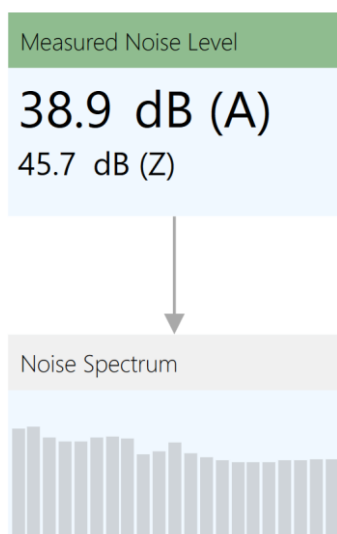 Measured Noise Level
38.9 dB (A)
45.7 dB (Z)
Noise Spectrum